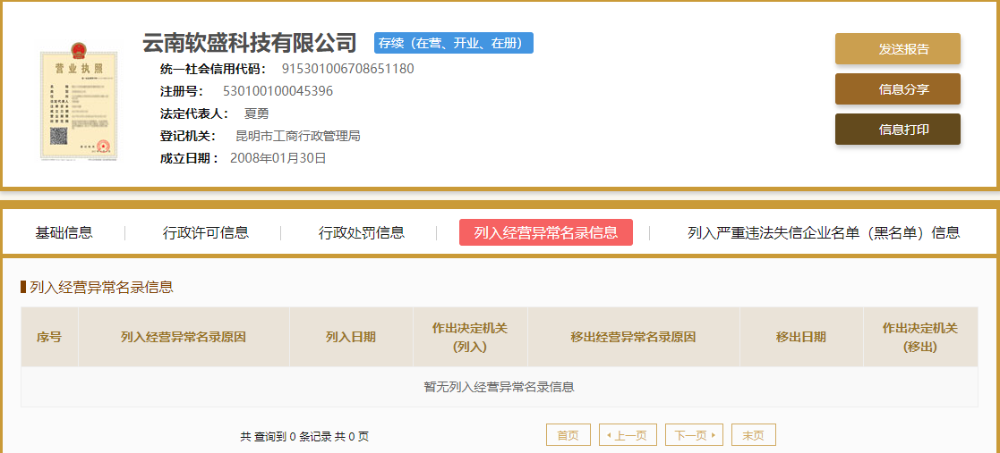 云南软盛科技有限公司 存续（在营、开业、在册）
统一社会信用代码： 915301006708651180
注册号： 530100100045396
法定代表人： 夏勇
登记机关： 昆明市工商行政管理局
成立日期： 2008年01月30日
营业执照
发送报告
信息分享
信息打印
基础信息 行政许可信息 行政处罚信息 列入经营异常名录信息 列入严重违法失信企业名单（黑名单）信息
列入经营异常名录信息
序号 列入经营异常名录原因 列入日期 作出决定机关(列入) 移出经营异常名录原因 移出日期 作出决定机关(移出)
暂无列入经营异常名录信息
共 查询到 0 条记录 共 0 页 首页 上一页 下一页 末页